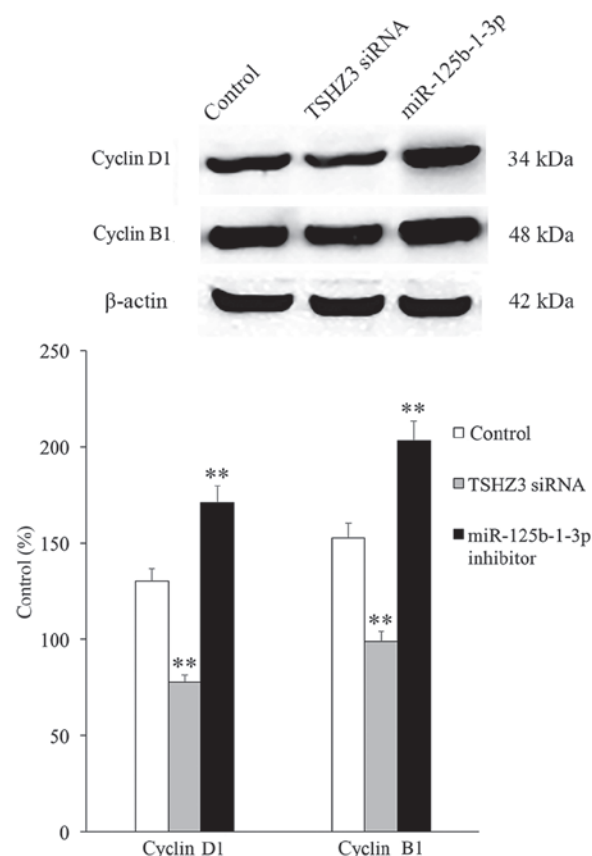 Control
TSHZ3 siRNA
miR-125b-1-3p
Cyclin D1
34 kDa
Cyclin B1
48 kDa
β-actin
42 kDa
250
200
150
100
50
0
Control (%)
**
**
**
**
Control
TSHZ3 siRNA
miR-125b-1-3p
inhibitor
Cyclin D1
Cyclin B1